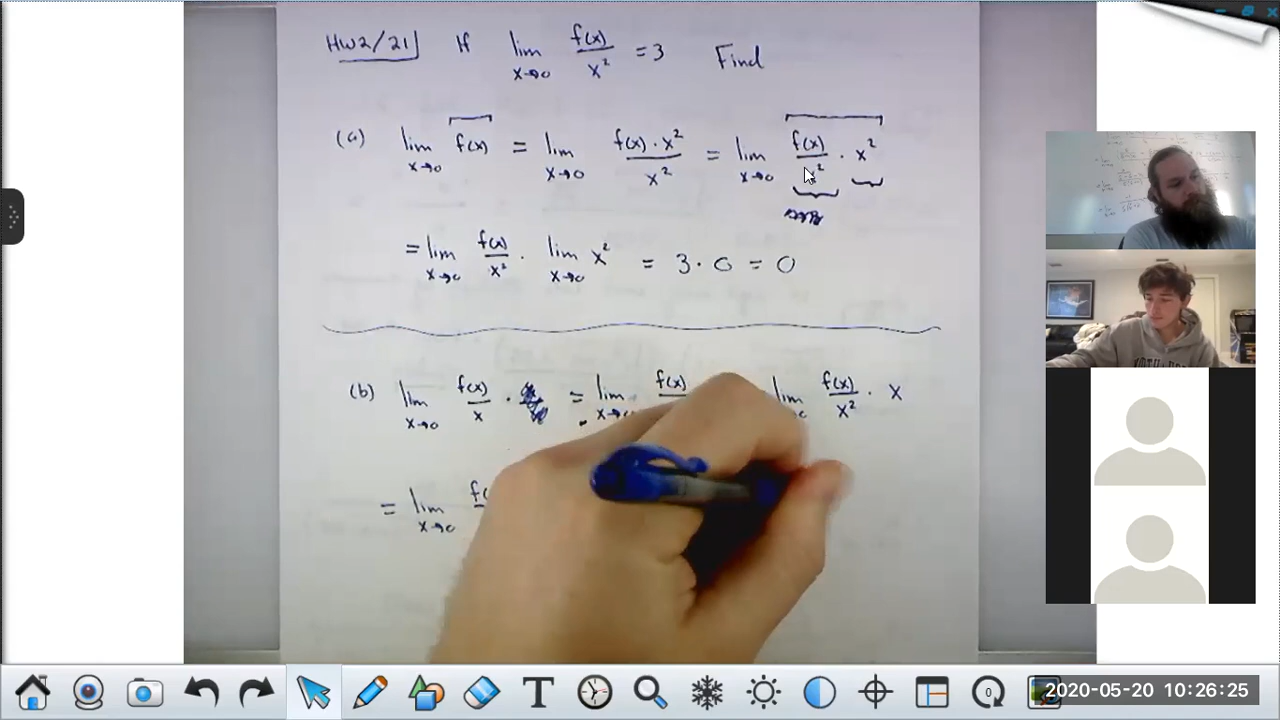 HW2/21 If lim x→0 f(x)/x² = 3 Find
(a) lim x→0 f(x) = lim x→0 f(x)·x²/x² = lim x→0 f(x)/x² · x²
= lim x→0 f(x)/x² · lim x→0 x² = 3·0 = 0
(b) lim x→0 f(x)/x · = lim x→0 f(x) lim f(x)/x² · x
= lim x→0
T
0
2020-05-20 10:26:25